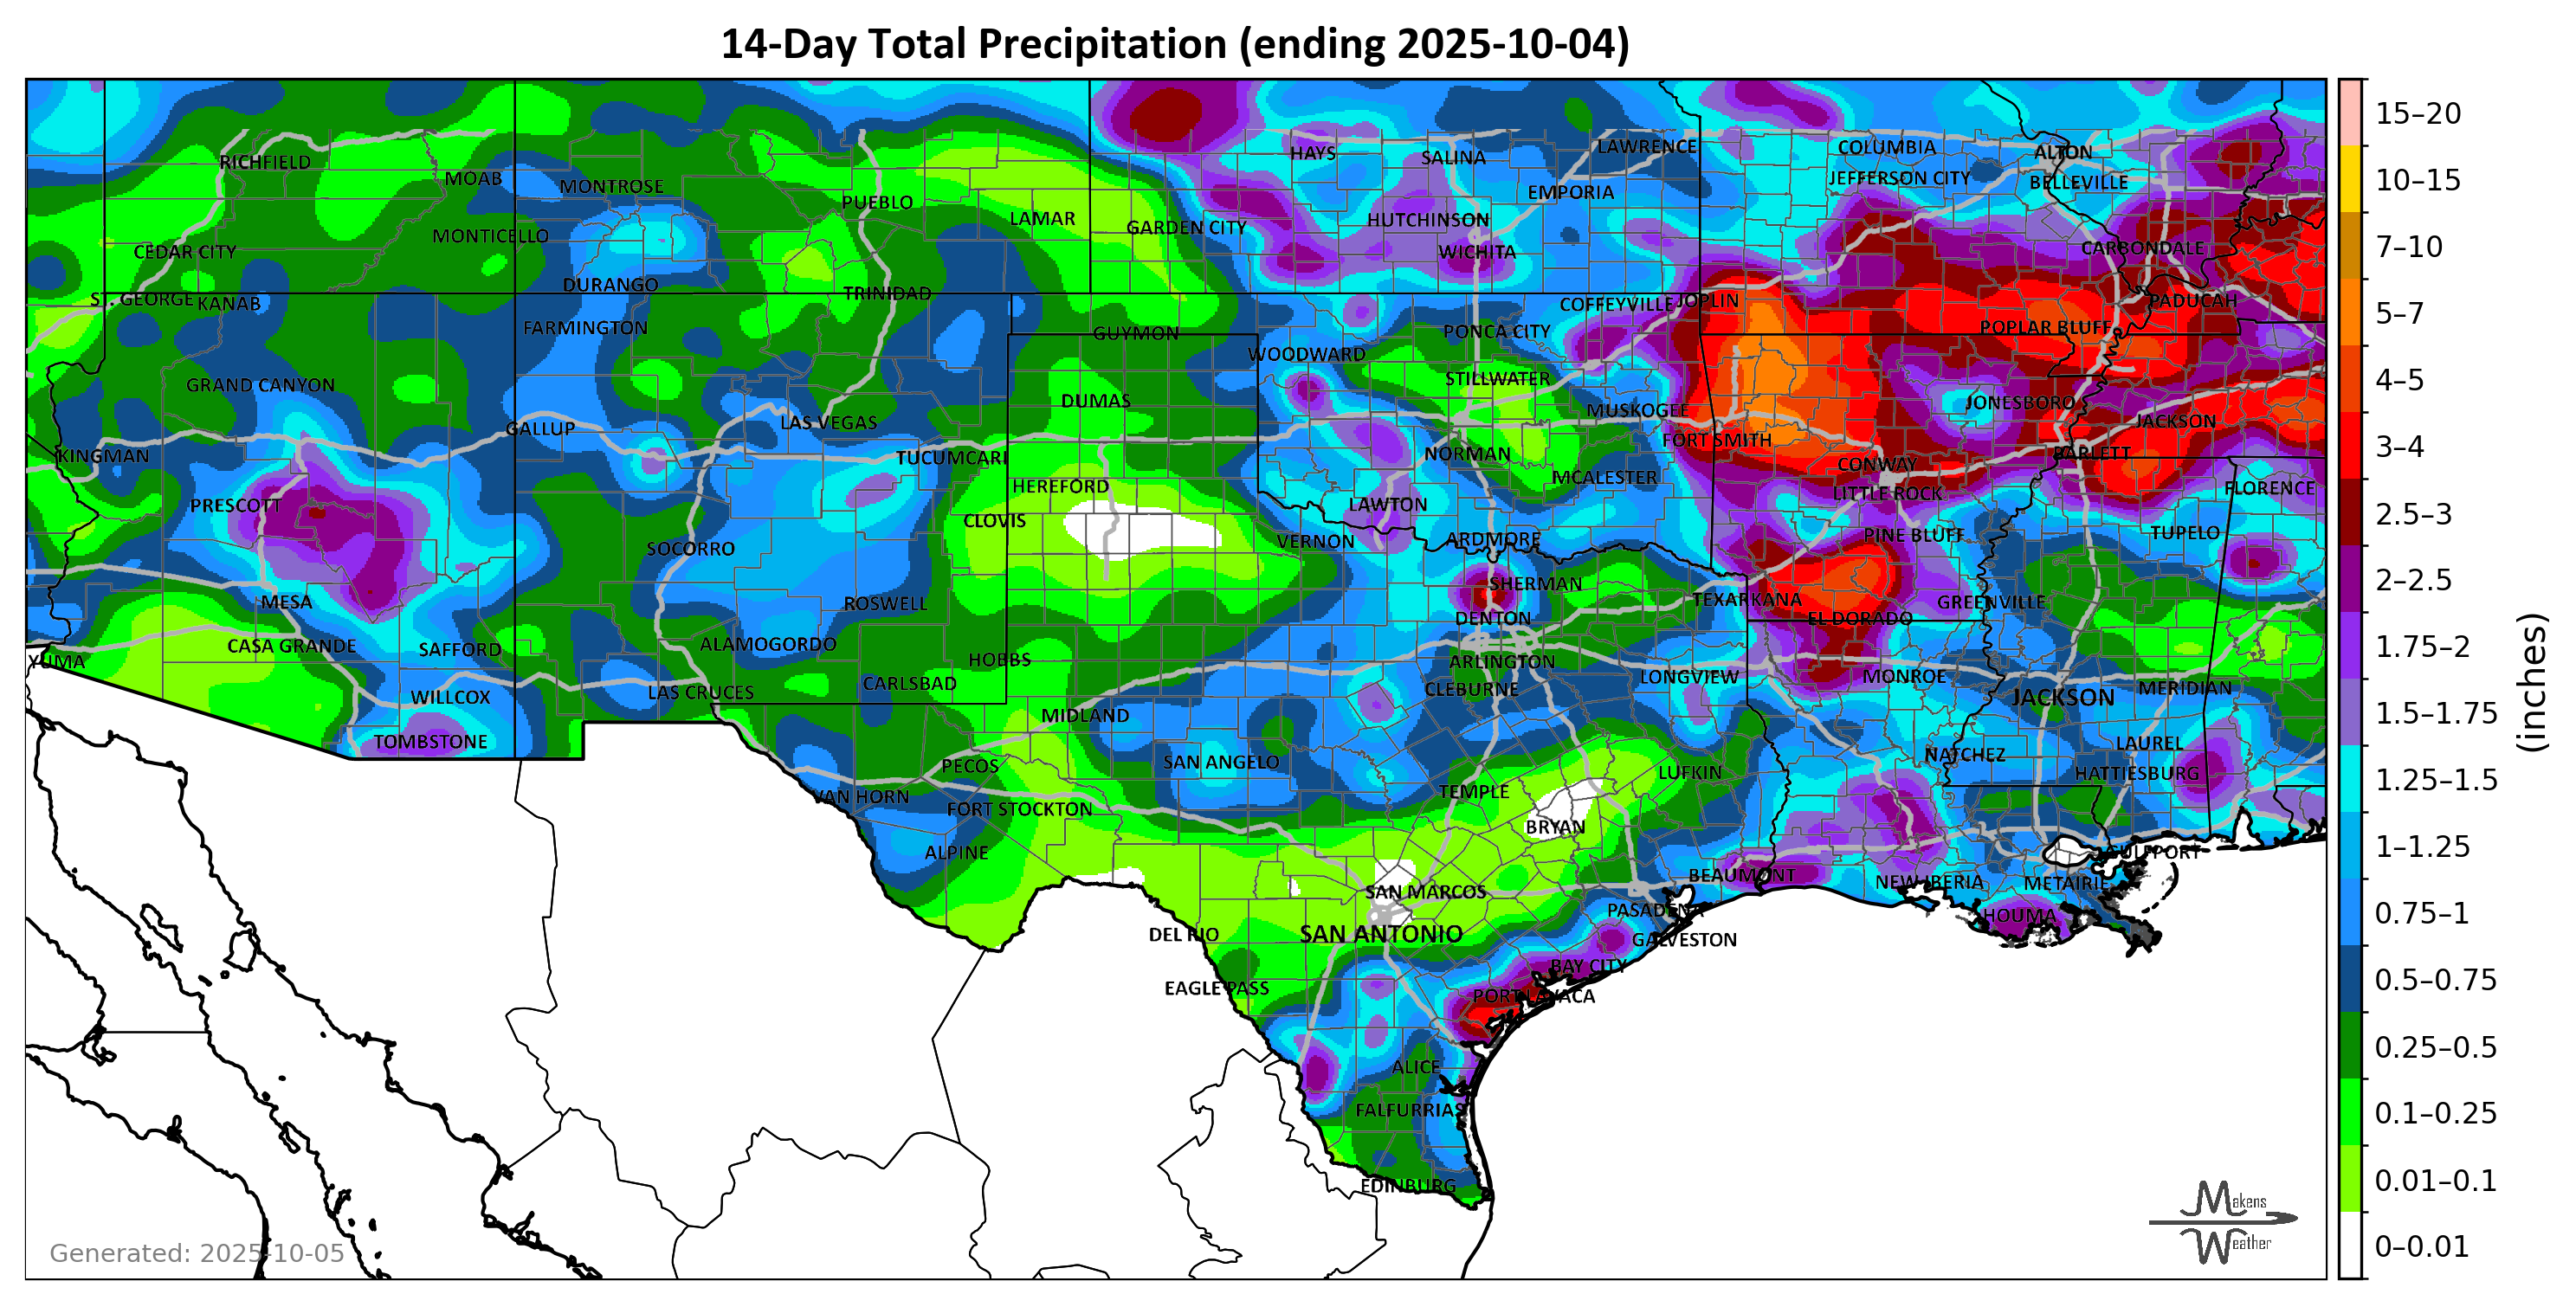 14-Day Total Precipitation (ending 2025-10-04)
HAYS
SALINA
LAWRENCE
COLUMBIA
ALTON
RICHFIELD
MOAB
MONTROSE
EMPORIA
JEFFERSON CITY
BELLEVILLE
PUEBLO
LAMAR
GARDEN CITY
HUTCHINSON
MONTICELLO
CEDAR CITY
WICHITA
CARBONDALE
DURANGO
TRINIDAD
ST. GEORGE
KANAB
COFFEYVILLE
JOPLIN
PADUCAH
FARMINGTON
GUYMON
PONCA CITY
POPLAR BLUFF
WOODWARD
GRAND CANYON
STILLWATER
DUMAS
MUSKOGEE
JONESBORO
GALLUP
LAS VEGAS
JACKSON
KINGMAN
TUCUMCARI
NORMAN
FORT SMITH
BARLETT
CONWAY
HEREFORD
MCALESTER
PRESCOTT
LAWTON
LITTLE ROCK
FLORENCE
CLOVIS
SOCORRO
VERNON
ARDMORE
PINE BLUFF
TUPELO
MESA
ROSWELL
SHERMAN
TEXARKANA
GREENVILLE
DENTON
EL DORADO
CASA GRANDE
SAFFORD
ALAMOGORDO
YUMA
HOBBS
ARLINGTON
WILLCOX
LAS CRUCES
CARLSBAD
CLEBURNE
LONGVIEW
MONROE
JACKSON
MERIDIAN
MIDLAND
TOMBSTONE
PECOS
SAN ANGELO
LUFKIN
NATCHEZ
LAUREL
HATTIESBURG
VAN HORN
FORT STOCKTON
TEMPLE
BRYAN
ALPINE
GULFPORT
SAN MARCOS
BEAUMONT
NEW IBERIA
METAIRIE
PASADENA
HOUMA
DEL RIO
SAN ANTONIO
GALVESTON
BAY CITY
EAGLE PASS
PORT LAVACA
ALICE
FALFURRIAS
EDINBURG
15–20
10–15
7–10
5–7
4–5
3–4
2.5–3
2–2.5
1.75–2
1.5–1.75
1.25–1.5
1–1.25
0.75–1
0.5–0.75
0.25–0.5
0.1–0.25
0.01–0.1
0–0.01
(inches)
Generated: 2025-10-05
Makens
Weather